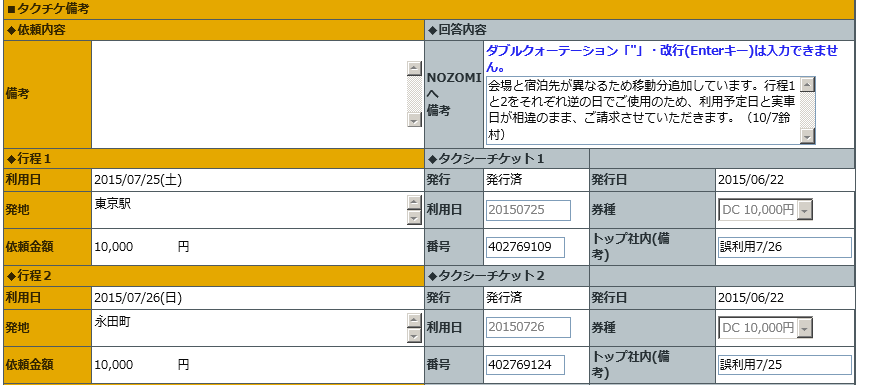 ■タクチケ備考
◆依頼内容 ◆回答内容
備考 NOZOMIへ備考 ダブルクォーテーション「"」・改行(Enterキー)は入力できません。
会場と宿泊先が異なるため移動分追加しています。行程1
と2をそれぞれ逆の日でご使用のため、利用予定日と実車
日が相違のまま、ご請求させていただきます。（10/7鈴
村）
◆行程１ ◆タクシーチケット１
利用日 2015/07/25(土) 発行 発行済 発行日 2015/06/22
発地 東京駅 利用日 20150725 券種 DC 10,000円
依頼金額 10,000 円 番号 402769109 トップ社内(備考) 誤利用7/26
◆行程２ ◆タクシーチケット２
利用日 2015/07/26(日) 発行 発行済 発行日 2015/06/22
発地 永田町 利用日 20150726 券種 DC 10,000円
依頼金額 10,000 円 番号 402769124 トップ社内(備考) 誤利用7/25